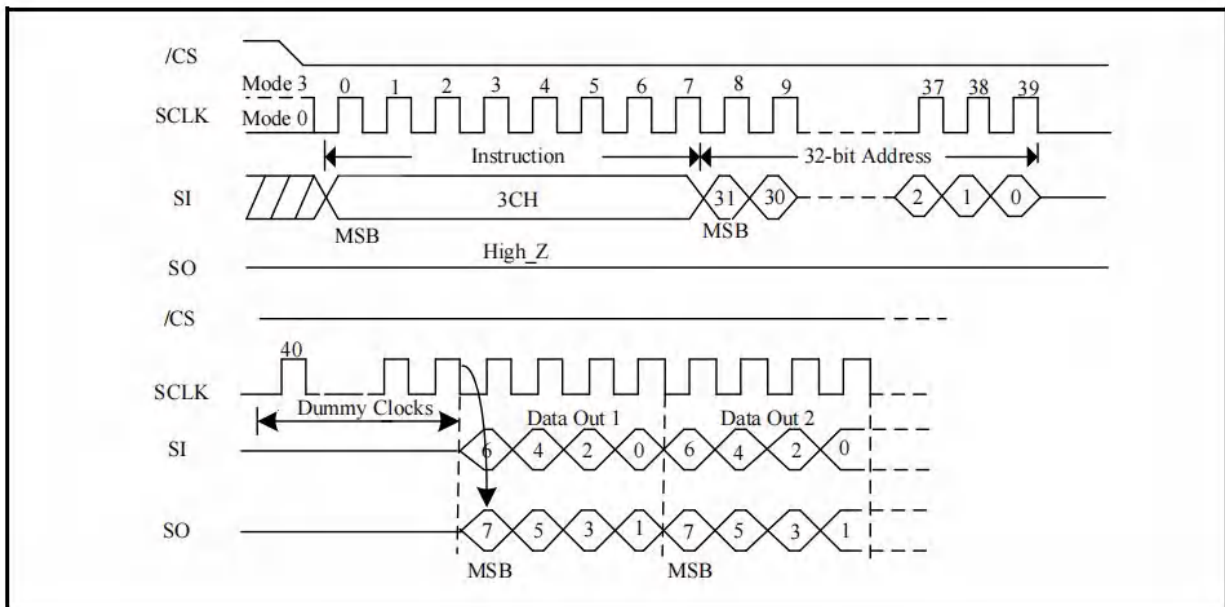 /CS
Mode 3 0 1 2 3 4 5 6 7 8 9 37 38 39
SCLK
Mode 0
Instruction 32-bit Address
SI 3CH 31 30 2 1 0
MSB MSB
High_Z
SO
/CS
40
SCLK
Dummy Clocks Data Out 1 Data Out 2
SI 6 4 2 0 6 4 2 0
SO 7 5 3 1 7 5 3 1
MSB MSB